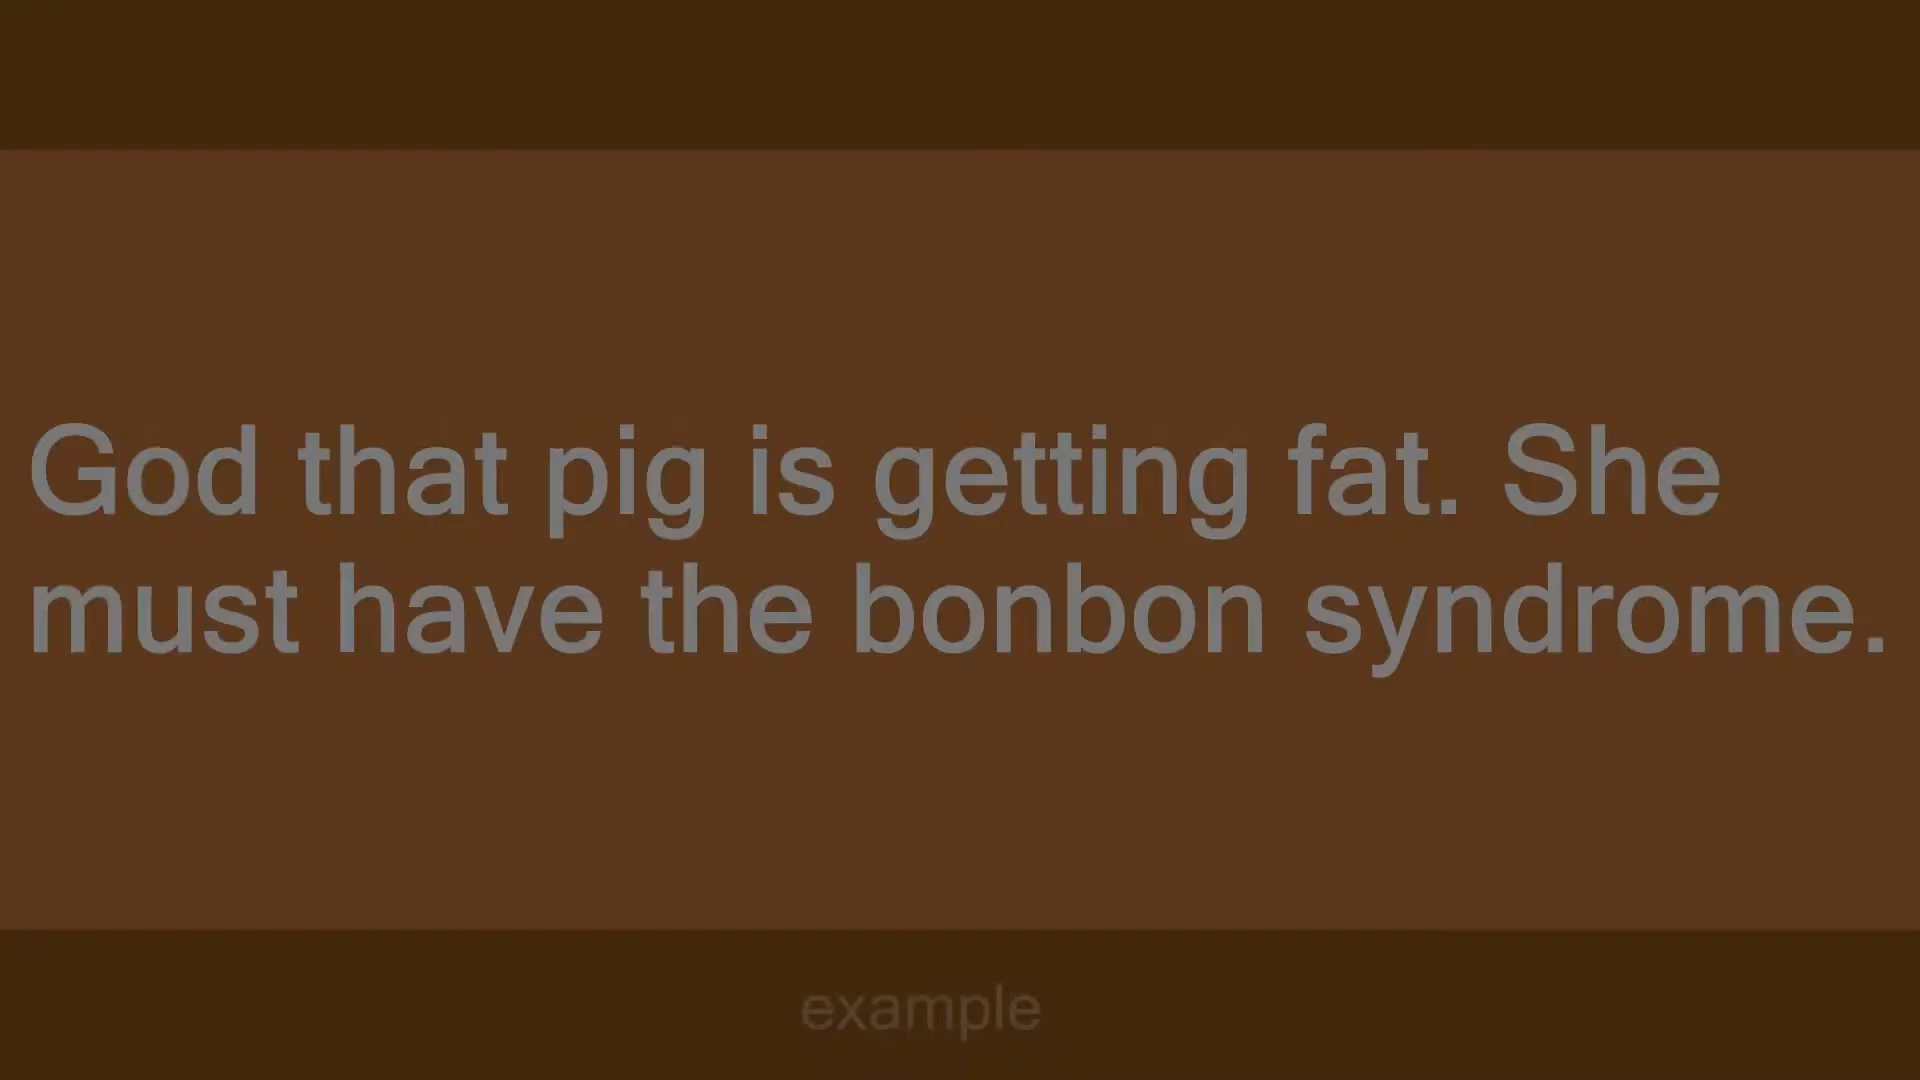 God that pig is getting fat. She
must have the bonbon syndrome.
example